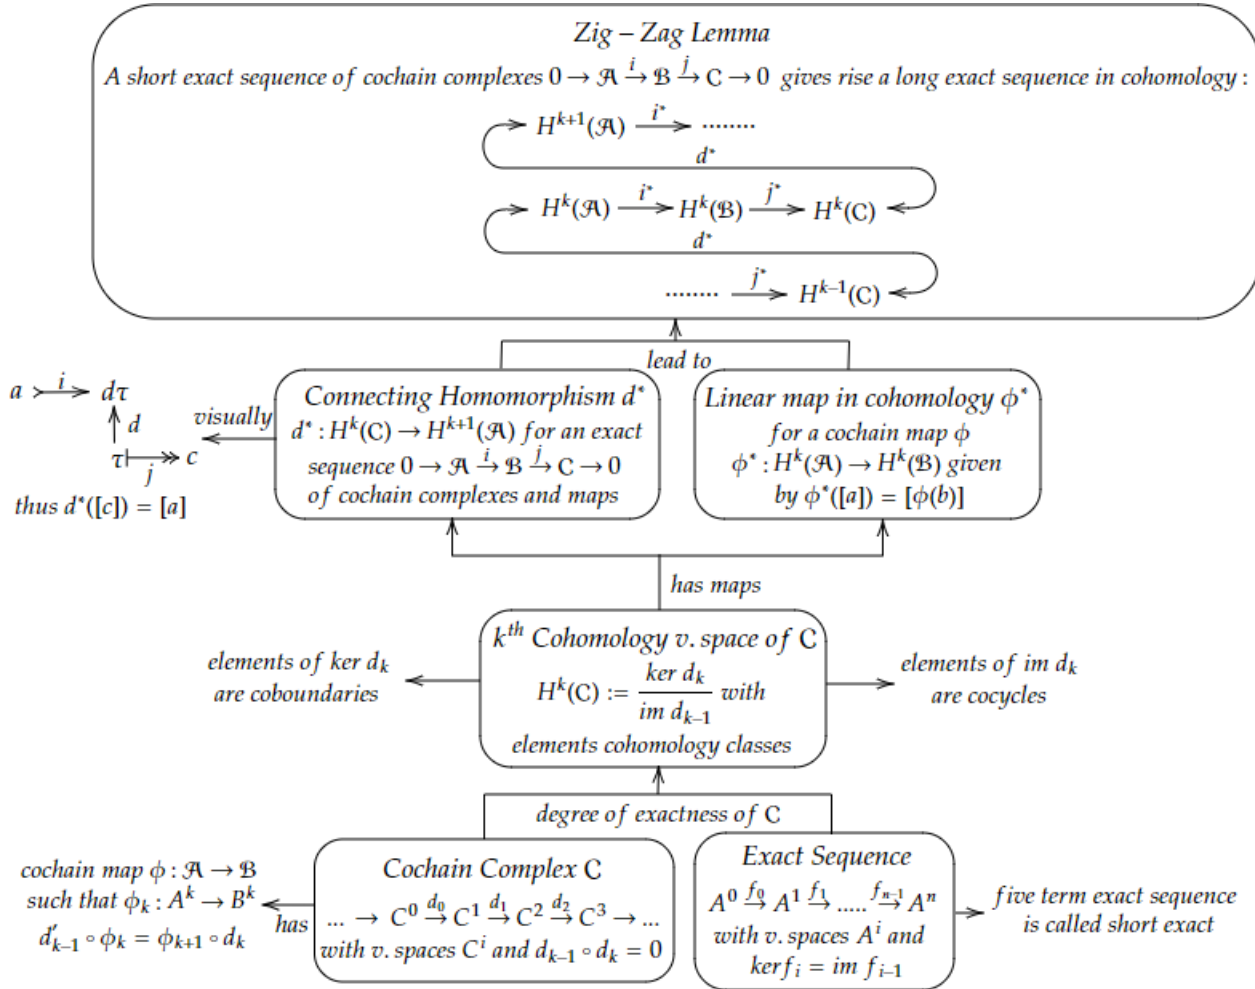 Zig – Zag Lemma
A short exact sequence of cochain complexes 0 → 𝒜 →^i ℬ →^j C → 0 gives rise a long exact sequence in cohomology :
H^{k+1}(𝒜) →^{i*} ........
d*
H^k(𝒜) →^{i*} H^k(ℬ) →^{j*} H^k(C)
d*
........ →^{j*} H^{k−1}(C)
lead to
a →^i dτ
d
τ →_j c
thus d*([c]) = [a]
visually
Connecting Homomorphism d*
d* : H^k(C) → H^{k+1}(𝒜) for an exact
sequence 0 → 𝒜 →^i ℬ →^j C → 0
of cochain complexes and maps
Linear map in cohomology ϕ*
for a cochain map ϕ
ϕ* : H^k(𝒜) → H^k(ℬ) given
by ϕ*([a]) = [ϕ(b)]
has maps
elements of ker d_k
are coboundaries
k^{th} Cohomology v. space of C
H^k(C) := ker d_k / im d_{k−1} with
elements cohomology classes
elements of im d_k
are cocycles
degree of exactness of C
cochain map ϕ : 𝒜 → ℬ
such that ϕ_k : A^k → B^k
d′_{k−1} ∘ ϕ_k = ϕ_{k+1} ∘ d_k
has
Cochain Complex C
... → C^0 →^{d_0} C^1 →^{d_1} C^2 →^{d_2} C^3 → ...
with v. spaces C^i and d_{k−1} ∘ d_k = 0
Exact Sequence
A^0 →^{f_0} A^1 →^{f_1} ..... →^{f_{n−1}} A^n
with v. spaces A^i and
ker f_i = im f_{i−1}
five term exact sequence
is called short exact